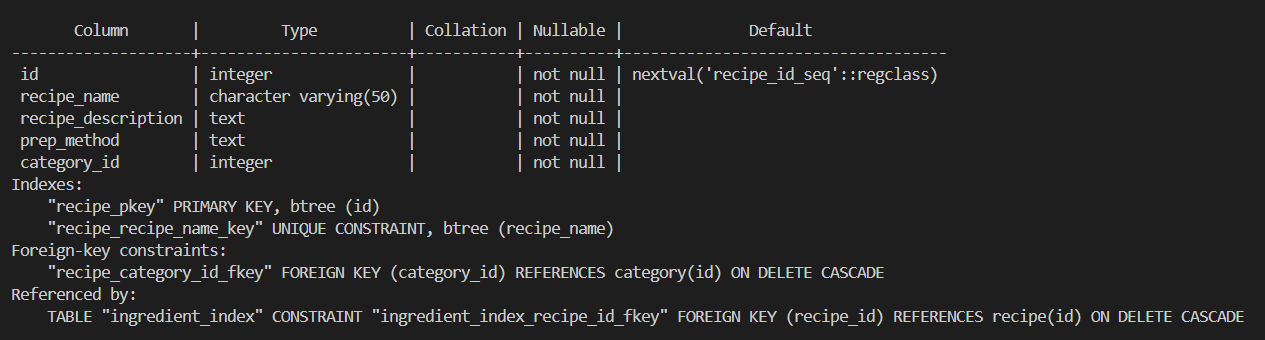 Column       |         Type          | Collation | Nullable |              Default
--------------------+-----------------------+-----------+----------+------------------------------------
 id                 | integer               |           | not null | nextval('recipe_id_seq'::regclass)
 recipe_name        | character varying(50) |           | not null |
 recipe_description | text                  |           | not null |
 prep_method        | text                  |           | not null |
 category_id        | integer               |           | not null |
Indexes:
    "recipe_pkey" PRIMARY KEY, btree (id)
    "recipe_recipe_name_key" UNIQUE CONSTRAINT, btree (recipe_name)
Foreign-key constraints:
    "recipe_category_id_fkey" FOREIGN KEY (category_id) REFERENCES category(id) ON DELETE CASCADE
Referenced by:
    TABLE "ingredient_index" CONSTRAINT "ingredient_index_recipe_id_fkey" FOREIGN KEY (recipe_id) REFERENCES recipe(id) ON DELETE CASCADE